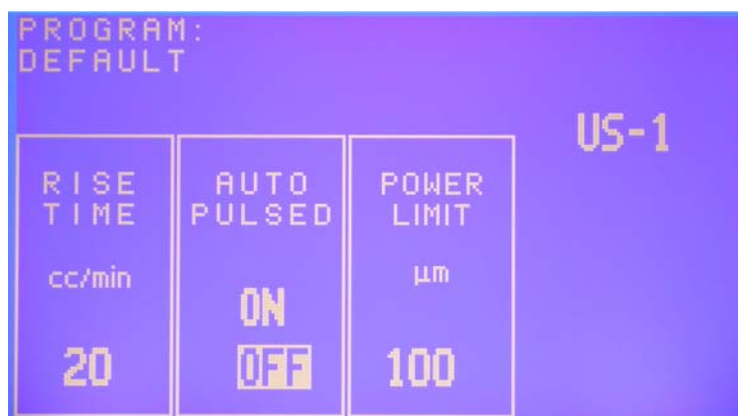 PROGRAM:
DEFAULT
US-1
RISE
TIME
cc/min
20
AUTO
PULSED
ON
OFF
POWER
LIMIT
µm
100